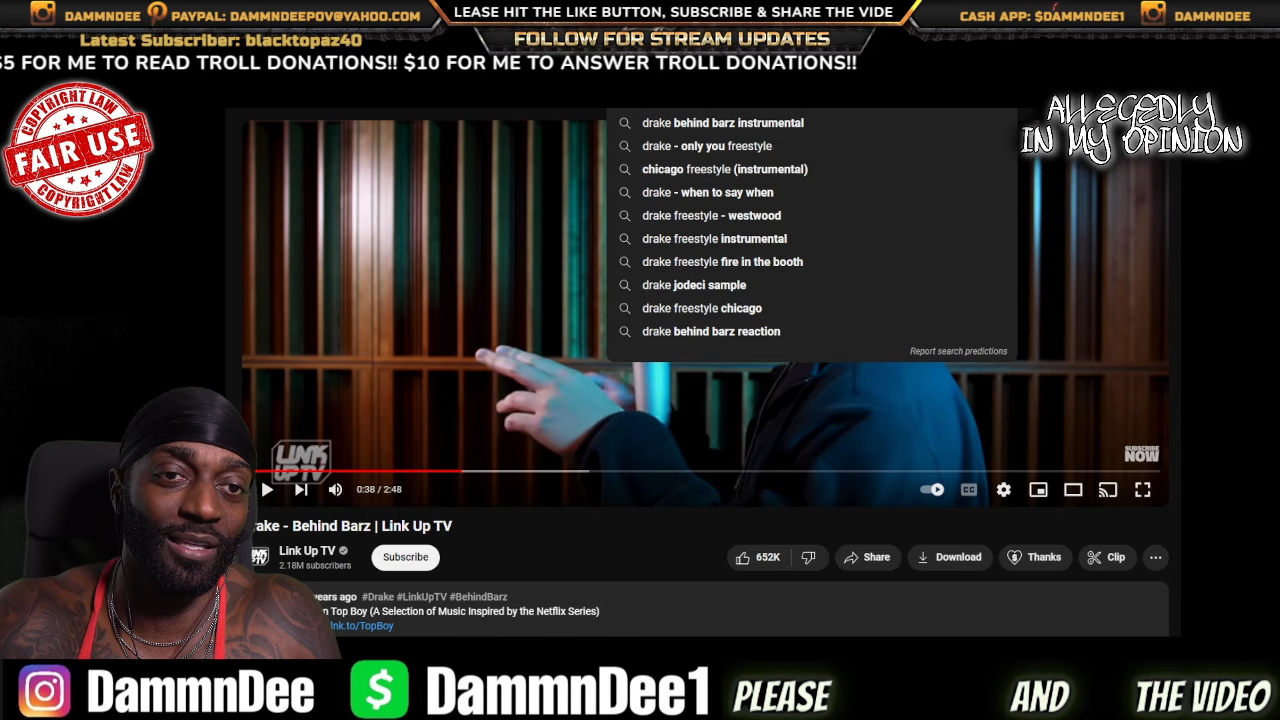 DAMMNDEE
PAYPAL: DAMMNDEEPOV@YAHOO.COM
LEASE HIT THE LIKE BUTTON, SUBSCRIBE & SHARE THE VIDE
CASH APP: $DAMMNDEE1
DAMMNDEE
Latest Subscriber: blacktopaz40
FOLLOW FOR STREAM UPDATES
$5 FOR ME TO READ TROLL DONATIONS!! $10 FOR ME TO ANSWER TROLL DONATIONS!!
COPYRIGHT LAW
FAIR USE
COPYRIGHT LAW
ALLEGEDLY
IN MY OPINION
drake behind barz instrumental
drake - only you freestyle
chicago freestyle (instrumental)
drake - when to say when
drake freestyle - westwood
drake freestyle instrumental
drake freestyle fire in the booth
drake jodeci sample
drake freestyle chicago
drake behind barz reaction
Report search predictions
LINK
UP TV
SUBSCRIBE
NOW
0:38 / 2:48
CC
rake - Behind Barz | Link Up TV
LINK
Link Up TV
2.18M subscribers
Subscribe
652K
Share
Download
Thanks
Clip
years ago #Drake #LinkUpTV #BehindBarz
n Top Boy (A Selection of Music Inspired by the Netflix Series)
lnk.to/TopBoy
DammnDee
$
DammnDee1
PLEASE
AND
THE VIDEO